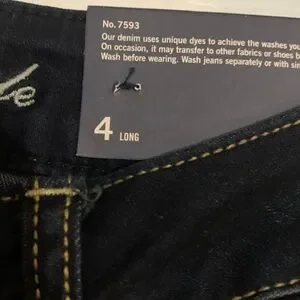 No. 7593
Our denim uses unique dyes to achieve the washes you
On occasion, it may transfer to other fabrics or shoes b
Wash before wearing. Wash jeans separately or with sim
4 LONG